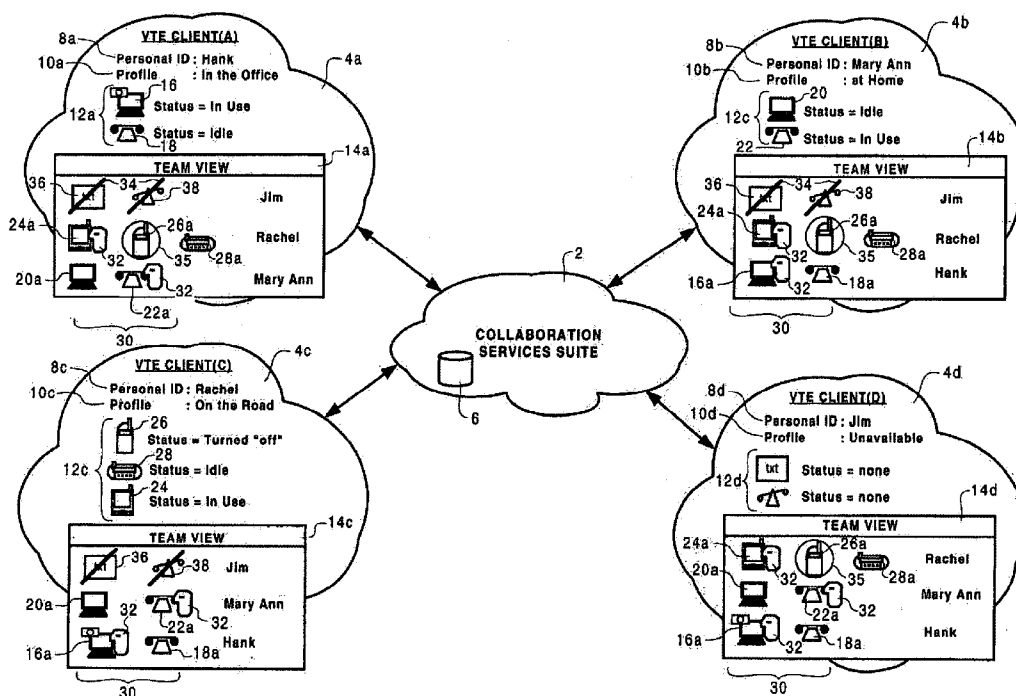 VTE CLIENT(A)
8a
Personal ID : Hank
10a
Profile : In the Office
4a
16
12a
Status = In Use
Status = Idle
18
14a
TEAM VIEW
36
txt
34
38
Jim
24a
26a
Rachel
32
35
28a
20a
32
Mary Ann
22a
30
VTE CLIENT(B)
4b
8b
Personal ID : Mary Ann
10b
Profile : at Home
20
12c
Status = Idle
Status = In Use
22
14b
TEAM VIEW
36
txt
34
38
Jim
24a
26a
Rachel
32
35
28a
16a
32
18a
Hank
30
2
COLLABORATION
SERVICES SUITE
6
VTE CLIENT(C)
4c
8c
Personal ID : Rachel
10c
Profile : On the Road
26
Status = Turned "off"
28
12c
Status = Idle
24
Status = In Use
14c
TEAM VIEW
36
txt
38
Jim
20a
32
Mary Ann
22a
32
16a
18a
Hank
30
VTE CLIENT(D)
4d
8d
Personal ID : Jim
10d
Profile : Unavailable
12d
txt
Status = none
Status = none
14d
TEAM VIEW
24a
26a
Rachel
32
35
28a
20a
Mary Ann
22a
32
16a
32
18a
Hank
30